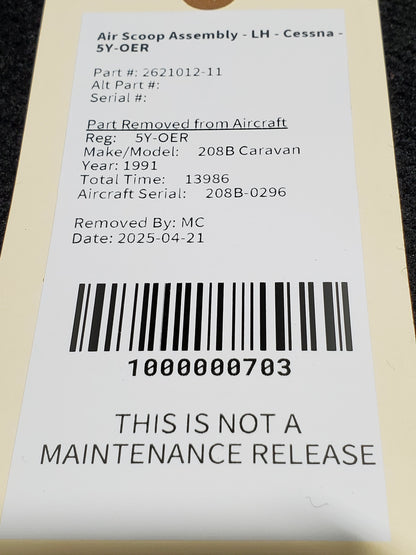 Air Scoop Assembly - LH - Cessna -
5Y-OER
Part #: 2621012-11
Alt Part #:
Serial #:
Part Removed from Aircraft
Reg: 5Y-OER
Make/Model: 208B Caravan
Year: 1991
Total Time: 13986
Aircraft Serial: 208B-0296
Removed By: MC
Date: 2025-04-21
1000000703
THIS IS NOT A
MAINTENANCE RELEASE